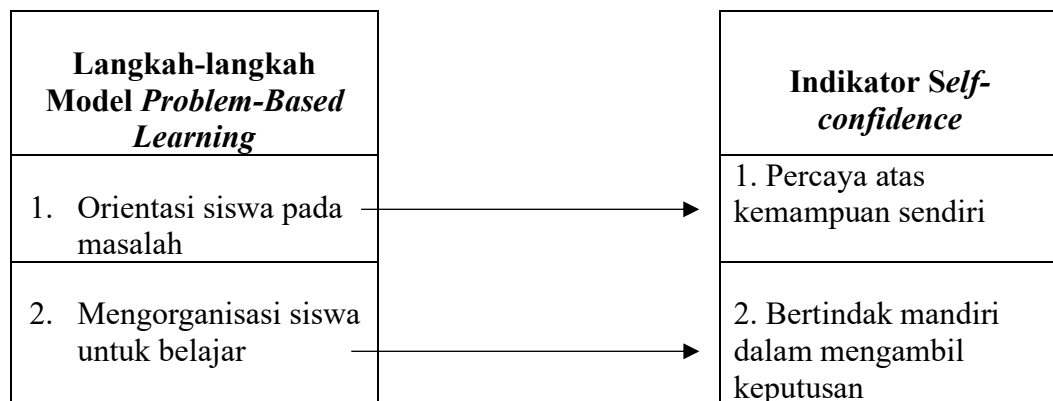 Langkah-langkah
Model Problem-Based
Learning
Indikator Self-
confidence
1. Orientasi siswa pada
masalah
1. Percaya atas
kemampuan sendiri
2. Mengorganisasi siswa
untuk belajar
2. Bertindak mandiri
dalam mengambil
keputusan